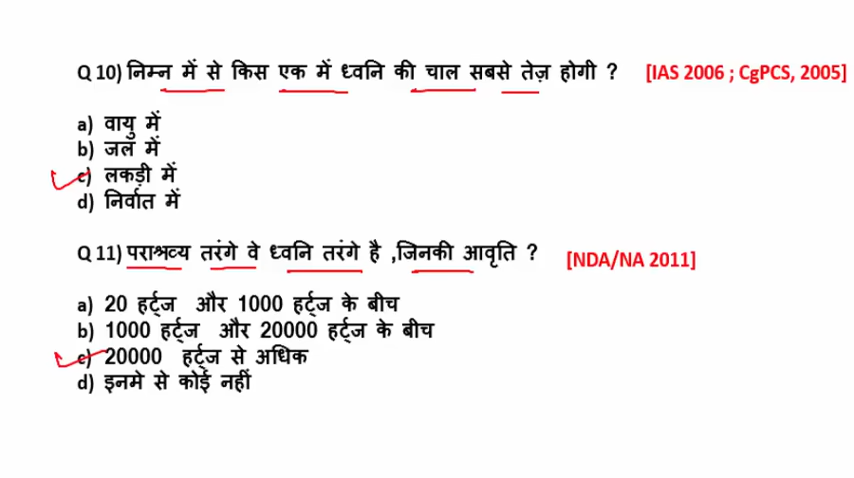 Q 10) निम्न में से किस एक में ध्वनि की चाल सबसे तेज़ होगी ? [IAS 2006 ; CgPCS, 2005]
a) वायु में
b) जल में
c) लकड़ी में
d) निर्वात में
Q 11) पराश्रव्य तरंगे वे ध्वनि तरंगे है ,जिनकी आवृति ? [NDA/NA 2011]
a) 20 हर्ट्ज और 1000 हर्ट्ज के बीच
b) 1000 हर्ट्ज और 20000 हर्ट्ज के बीच
c) 20000 हर्ट्ज से अधिक
d) इनमे से कोई नहीं